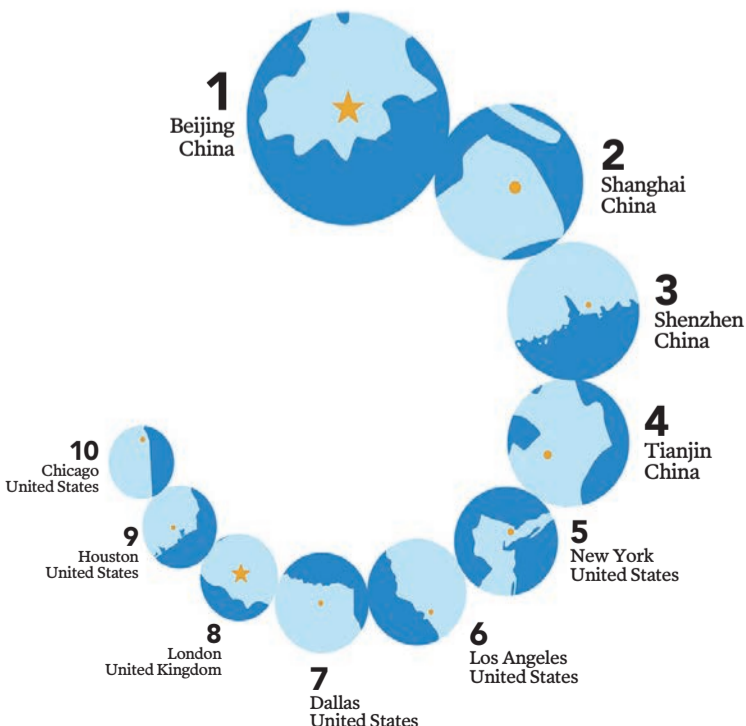 1
Beijing
China
2
Shanghai
China
3
Shenzhen
China
4
Tianjin
China
5
New York
United States
6
Los Angeles
United States
7
Dallas
United States
8
London
United Kingdom
9
Houston
United States
10
Chicago
United States